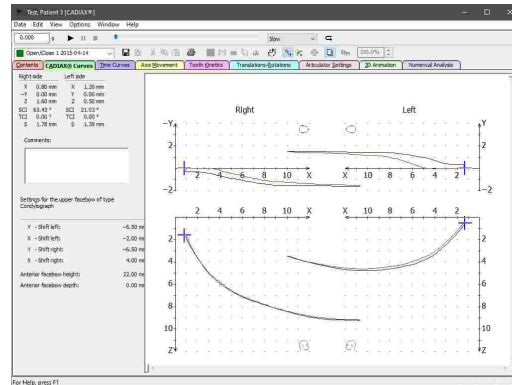 Test, Patient 3 [CADIAX®]
Data Edit View Options Window Help
0.000 s Slow
Open/Close 1 2015-04-14 100.0%
Contents CADIAX® Curves Time Curves Axis Movement Tooth Kinetics Translations-Rotations Articulator Settings 3D Animation Numerical Analysis
Right side Left side
X 0.80 mm X 1.30 mm
-Y 0.00 mm Y 0.00 mm
Z 1.60 mm Z 0.50 mm
SCI 63.43 ° SCI 21.03 °
TCI 0.00 ° TCI 0.00 °
S 1.78 mm S 1.39 mm
Comments:
Settings for the upper facebow of type
Condylograph
Y - Shift left: -6.50 mm
X - Shift left: -2.00 mm
Y - Shift right: -6.50 mm
X - Shift right: 4.00 mm
Anterior facebow height: 22.00 mm
Anterior facebow depth: 0.00 mm
Right Left
-Y Y
2 2
2 4 6 8 10 X X 10 8 6 4 2
-2 -2
2 4 6 8 10 X X 10 8 6 4 2
2 2
4 4
6 6
8 8
10 10
Z Z
For Help, press F1